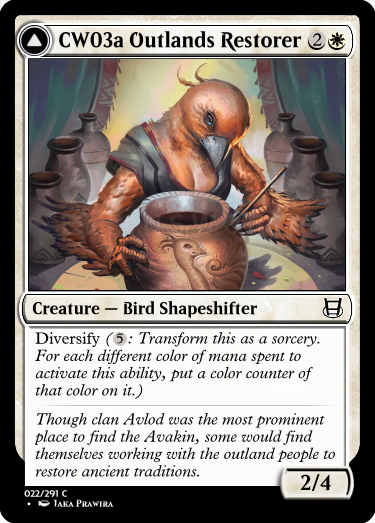 CW03a Outlands Restorer 2
Creature — Bird Shapeshifter
Diversify (5: Transform this as a sorcery.
For each different color of mana spent to
activate this ability, put a color counter of
that color on it.)
Though clan Avlod was the most prominent
place to find the Avakin, some would find
themselves working with the outland people to
restore ancient traditions.
2/4
022/291 C
• Jaka Prawira